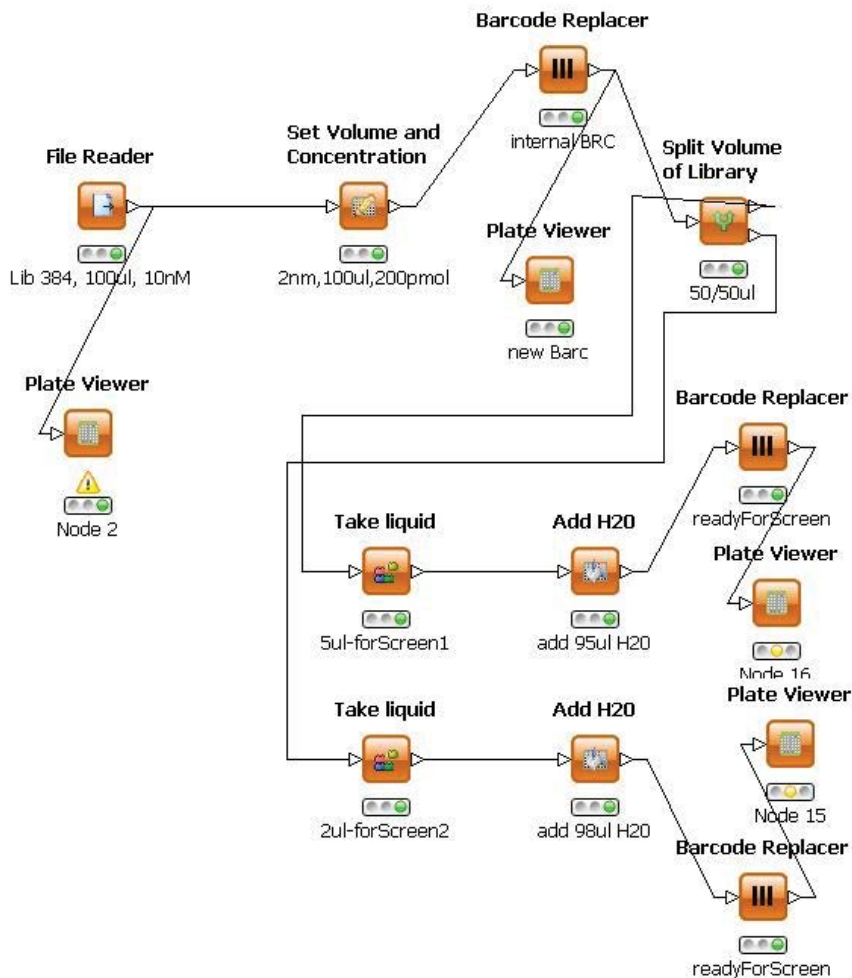 Barcode Replacer
internal BRC
Set Volume and
Concentration
2nm,100ul,200pmol
File Reader
Lib 384, 100ul, 10nM
Split Volume
of Library
50/50ul
Plate Viewer
new Barc
Plate Viewer
Node 2
Barcode Replacer
readyForScreen
Take liquid
5ul-forScreen1
Add H20
add 95ul H20
Plate Viewer
Node 16
Take liquid
2ul-forScreen2
Add H20
add 98ul H20
Plate Viewer
Node 15
Barcode Replacer
readyForScreen